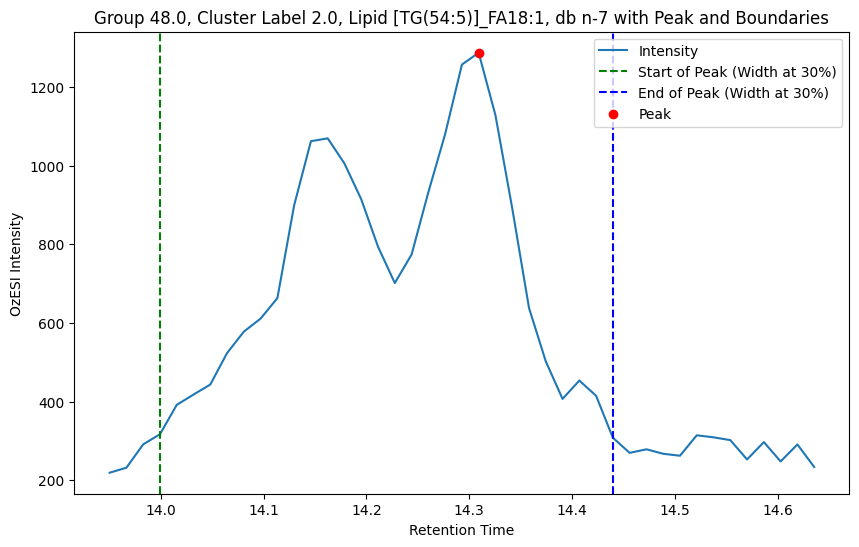 Group 48.0, Cluster Label 2.0, Lipid [TG(54:5)]_FA18:1, db n-7 with Peak and Boundaries
Intensity
Start of Peak (Width at 30%)
End of Peak (Width at 30%)
Peak
OzESI Intensity
1200
1000
800
600
400
200
14.0 14.1 14.2 14.3 14.4 14.5 14.6
Retention Time